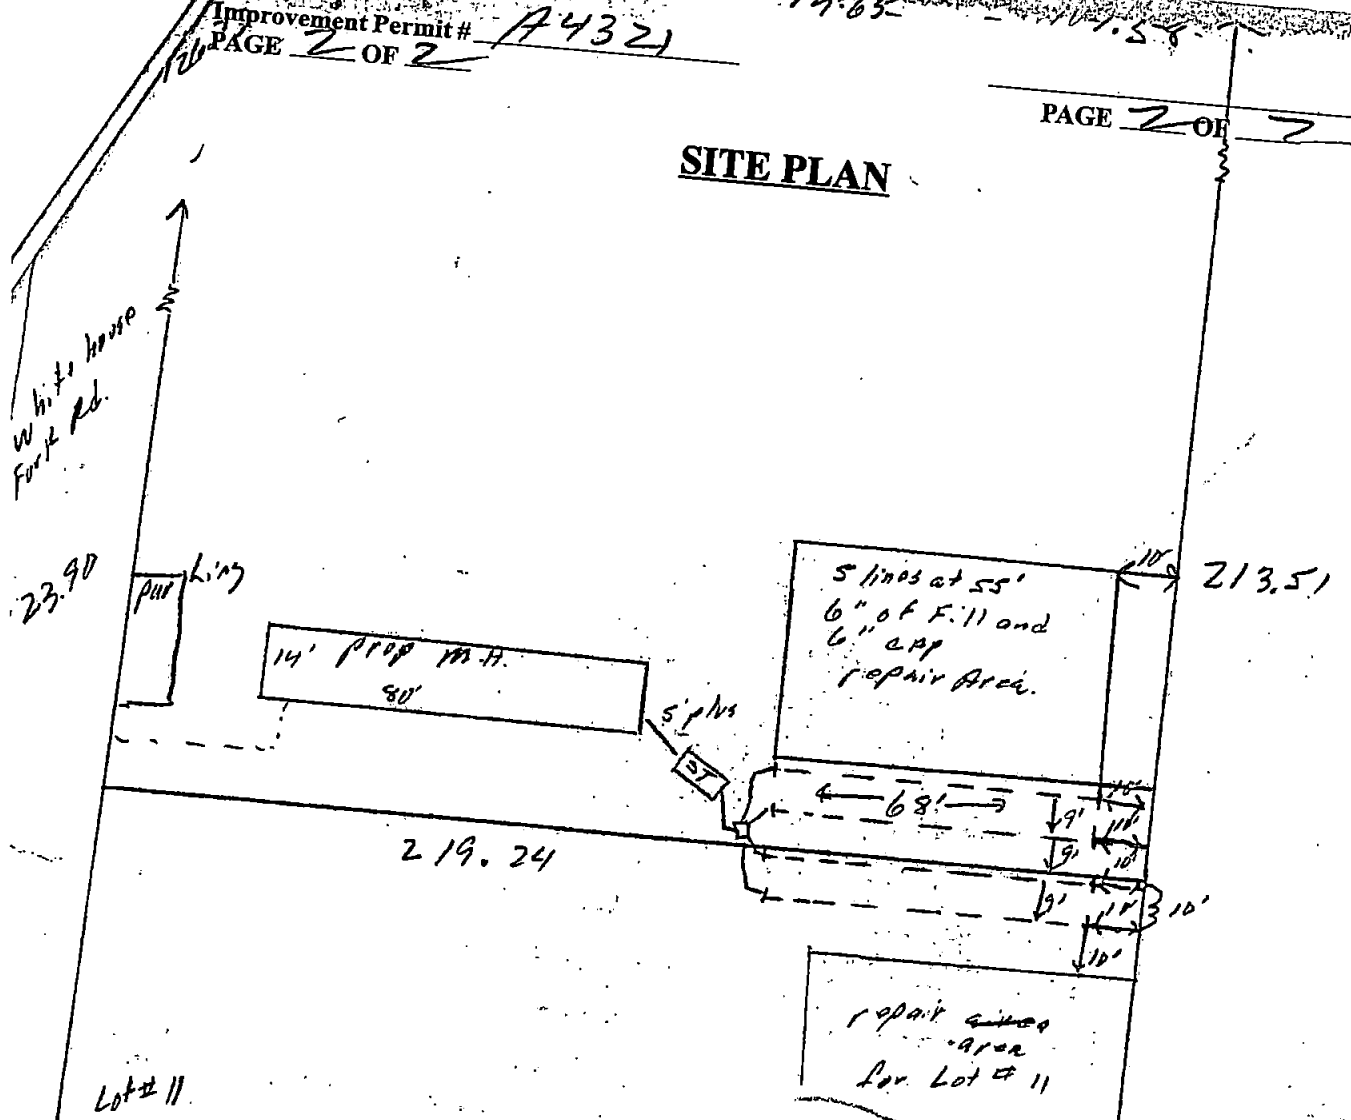 Improvement Permit # A4321
PAGE 2 OF 2
PAGE 2 OF 2
SITE PLAN
White house
Fork Rd.
23.90
Parking
14' prop M.H.
80'
5' plus
ST
5 lines at 55'
6" of Fill and
6" cap
repair Area.
10'
213.51
68'
9'
10'
10'
9'
10'
219.24
9'
10'
10'
10'
repair
area
for Lot # 11
Lot # 11